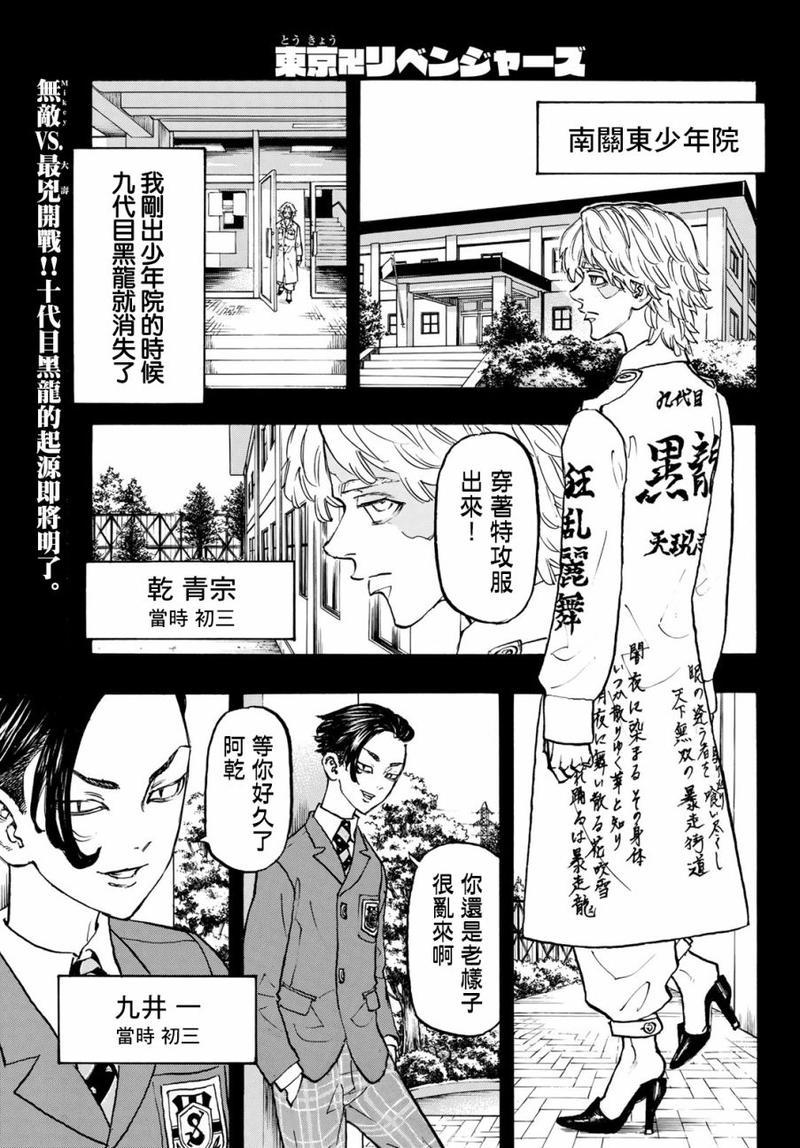 とうきょう
東京卍リベンジャーズ
Mikey
大壽
無敵VS.最兇開戰!!十代目黑龍的起源即將明了。
南關東少年院
我剛出少年院的時候
九代目黑龍就消失了
九代目
黑龍
天現
狂乱麗舞
穿著特攻服
出來！
乾 青宗
當時 初三
眼の逢う者を
喰い尽くし
天下無双の暴走街道
闇夜に染まる その身体
いつか散りゆく華と知り
月夜に舞い散る花吹雪
踊るは暴走龍
等你好久了
阿乾
你還是老樣子
很亂來啊
九井 一
當時 初三
S